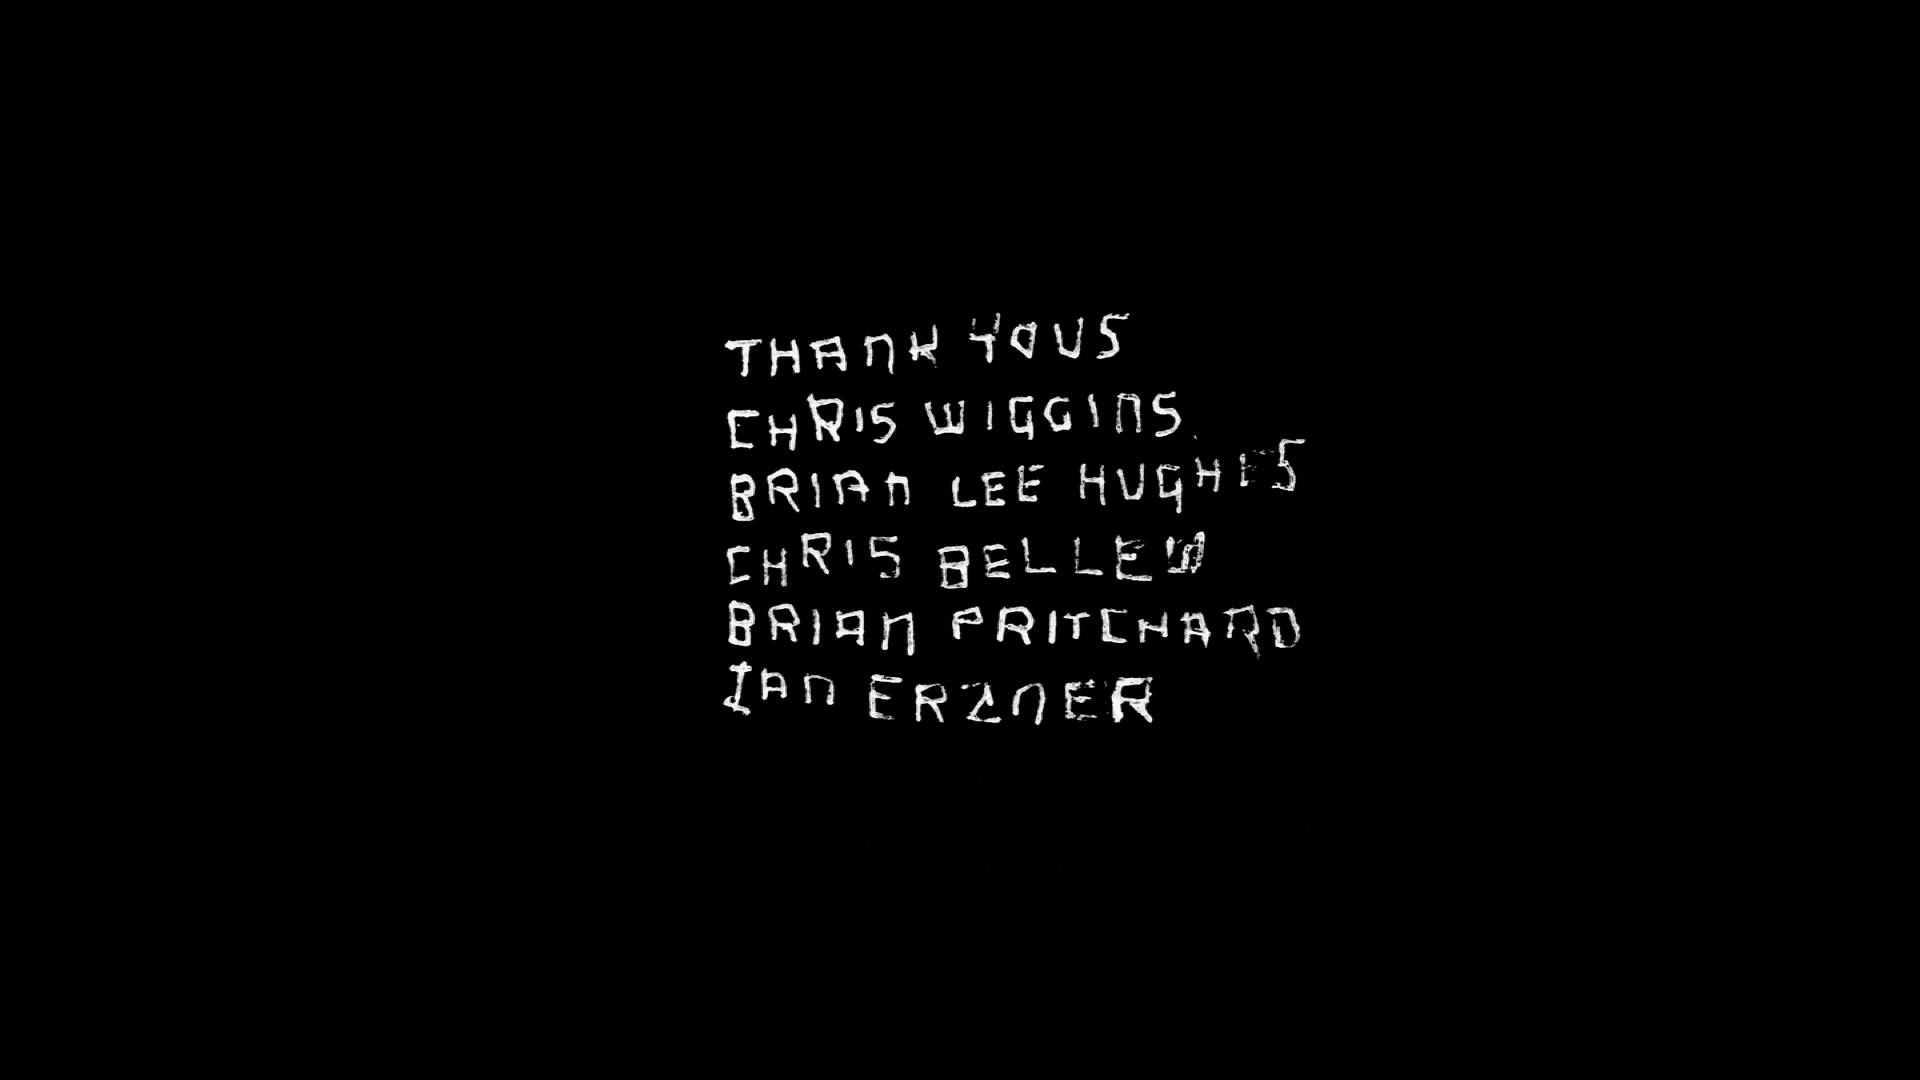 THANK YOUS
CHRIS WIGGINS
BRIAN LEE HUGHES
CHRIS BELLEW
BRIAN PRITCHARD
IAN ERZNER